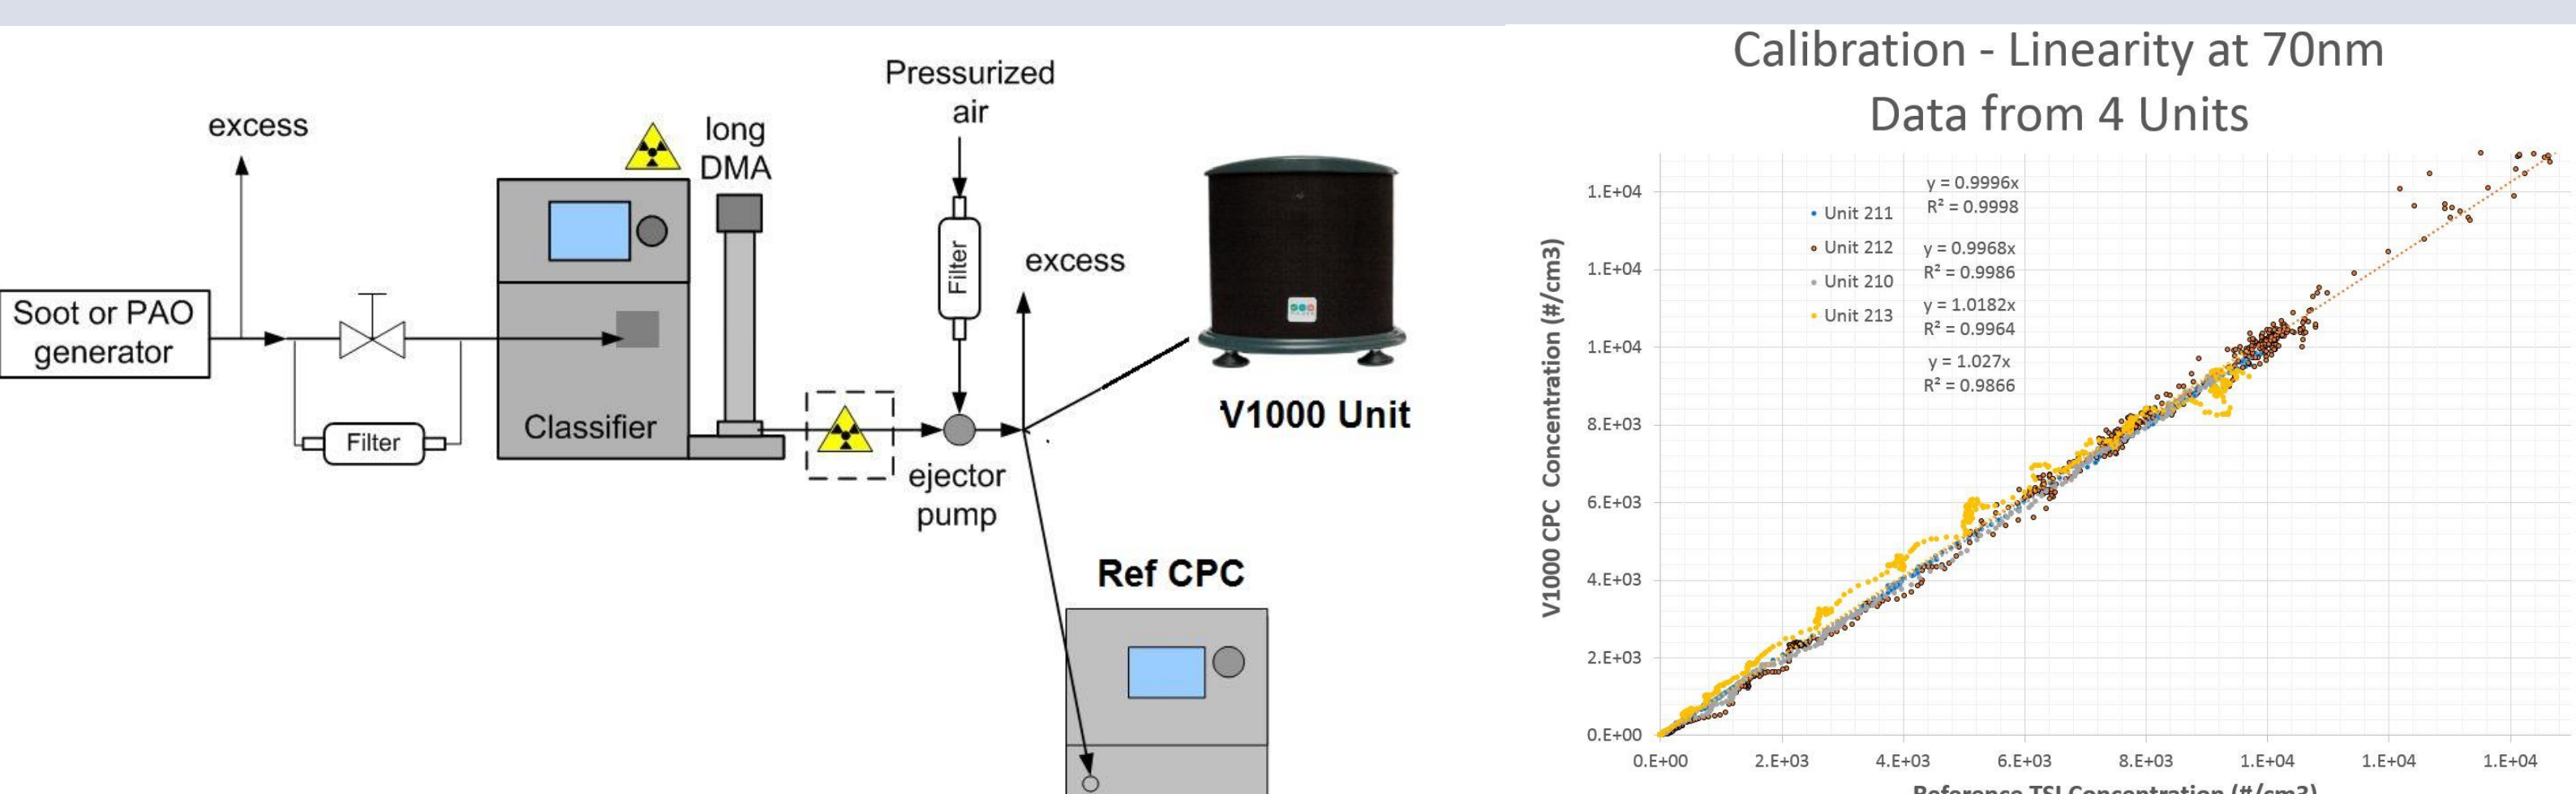 excess
Soot or PAO
generator
Filter
Classifier
long
DMA
Pressurized
air
Filter
excess
ejector
pump
V1000 Unit
Ref CPC
Calibration - Linearity at 70nm
Data from 4 Units
V1000 CPC Concentration (#/cm3)
1.E+04
1.E+04
1.E+04
8.E+03
6.E+03
4.E+03
2.E+03
0.E+00
Unit 211
Unit 212
Unit 210
Unit 213
y = 0.9996x
R² = 0.9998
y = 0.9968x
R² = 0.9986
y = 1.0182x
R² = 0.9964
y = 1.027x
R² = 0.9866
0.E+00 2.E+03 4.E+03 6.E+03 8.E+03 1.E+04 1.E+04 1.E+04
Reference TSI Concentration (#/cm3)